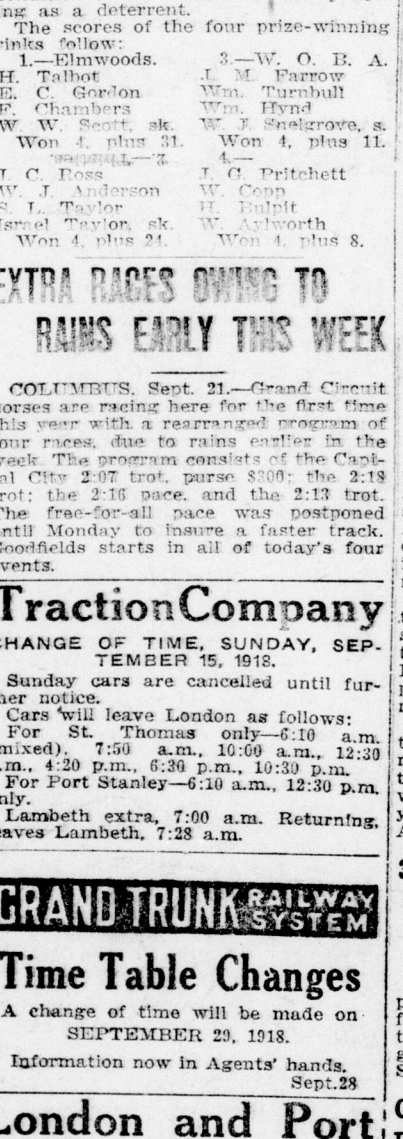 ing as a deterrent.
The scores of the four prize-winning
rinks follow:
1.—Elmwoods.
H. Talbot
E. C. Gordon
F. Chambers
W. W. Scott, sk.
Won 4, plus 31.
J. C. Ross
W. J. Anderson
S. L. Taylor
Israel Taylor, sk.
Won 4, plus 24.
3.—W. O. B. A.
J. M. Farrow
Wm. Turnbull
Wm. Hynd
W. J. Snelgrove, s.
Won 4, plus 11.
4.—
J. G. Pritchett
W. Copp
H. Bulpit
W. Aylworth
Won 4, plus 8.
EXTRA RACES OWING TO
RAINS EARLY THIS WEEK
COLUMBUS, Sept. 21.—Grand Circuit
horses are racing here for the first time
this year with a rearranged program of
four races, due to rains earlier in the
week. The program consists of the Capi-
al City 2:07 trot, purse $300; the 2:18
rot; the 2:16 pace, and the 2:13 trot.
The free-for-all pace was postponed
until Monday to insure a faster track.
Goodfields starts in all of today's four
events.
Traction Company
CHANGE OF TIME, SUNDAY, SEP-
TEMBER 15, 1918.
Sunday cars are cancelled until fur-
her notice.
Cars will leave London as follows:
For St. Thomas only—6:10 a.m.
mixed), 7:50 a.m., 10:00 a.m., 12:30
.m., 4:20 p.m., 6:30 p.m., 10:30 p.m.
For Port Stanley—6:10 a.m., 12:30 p.m.
nly.
Lambeth extra, 7:00 a.m. Returning,
eaves Lambeth, 7:28 a.m.
GRAND TRUNK RAILWAY SYSTEM
Time Table Changes
A change of time will be made on
SEPTEMBER 29, 1918.
Information now in Agents' hands.
Sept.28
London and Port